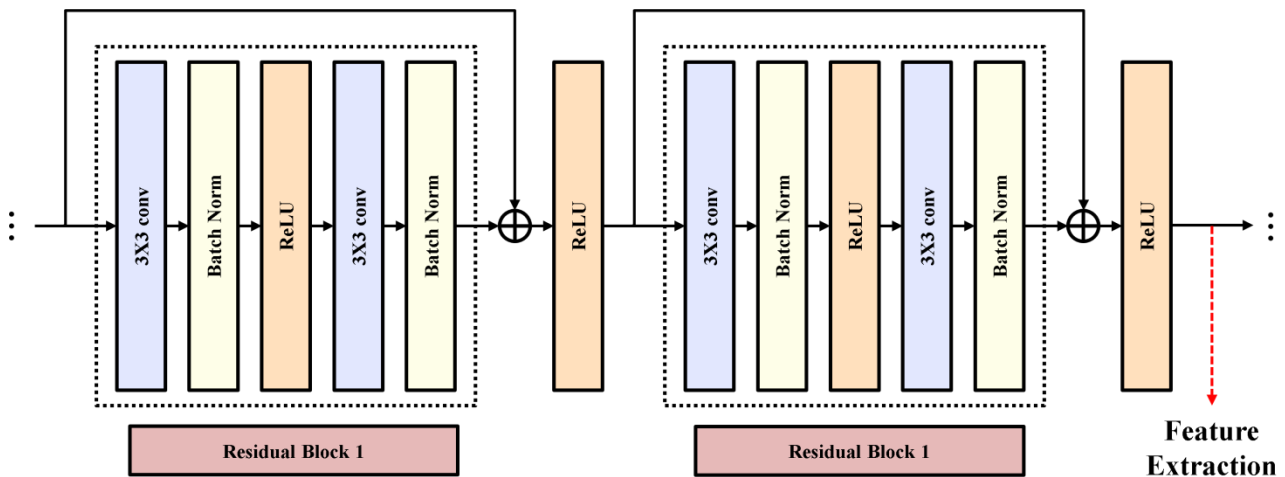 3X3 conv
Batch Norm
ReLU
3X3 conv
Batch Norm
ReLU
3X3 conv
Batch Norm
ReLU
3X3 conv
Batch Norm
ReLU
Residual Block 1
Residual Block 1
Feature
Extraction